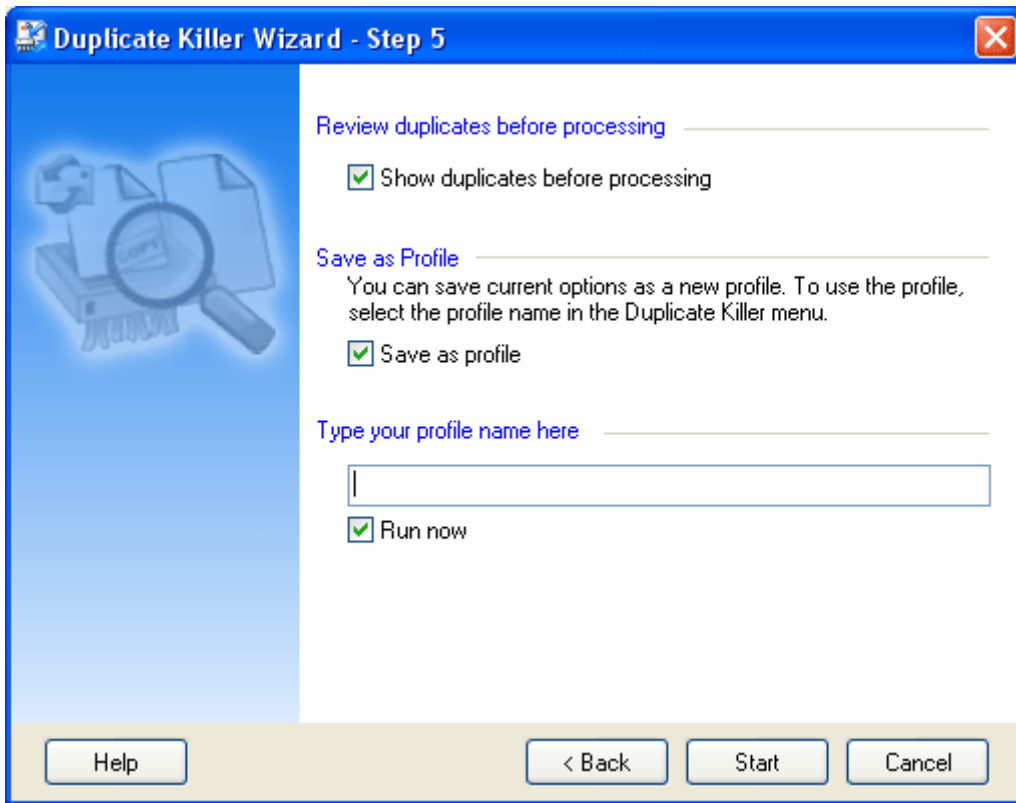 Duplicate Killer Wizard - Step 5
Review duplicates before processing
Show duplicates before processing
COPY
Save as Profile
You can save current options as a new profile. To use the profile,
select the profile name in the Duplicate Killer menu.
Save as profile
Type your profile name here
Run now
Help
< Back
Start
Cancel